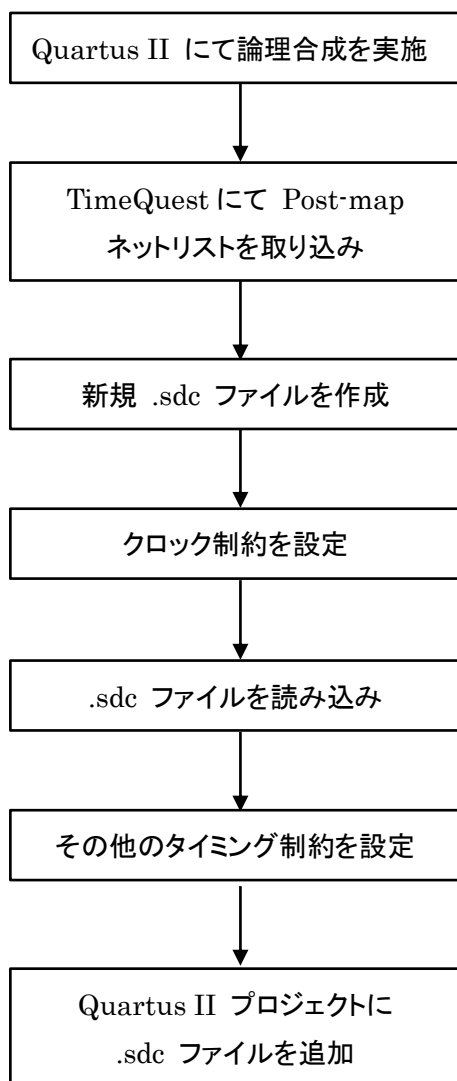 Quartus II にて論理合成を実施
TimeQuest にて Post-map
ネットリストを取り込み
新規 .sdc ファイルを作成
クロック制約を設定
.sdc ファイルを読み込み
その他のタイミング制約を設定
Quartus II プロジェクトに
.sdc ファイルを追加